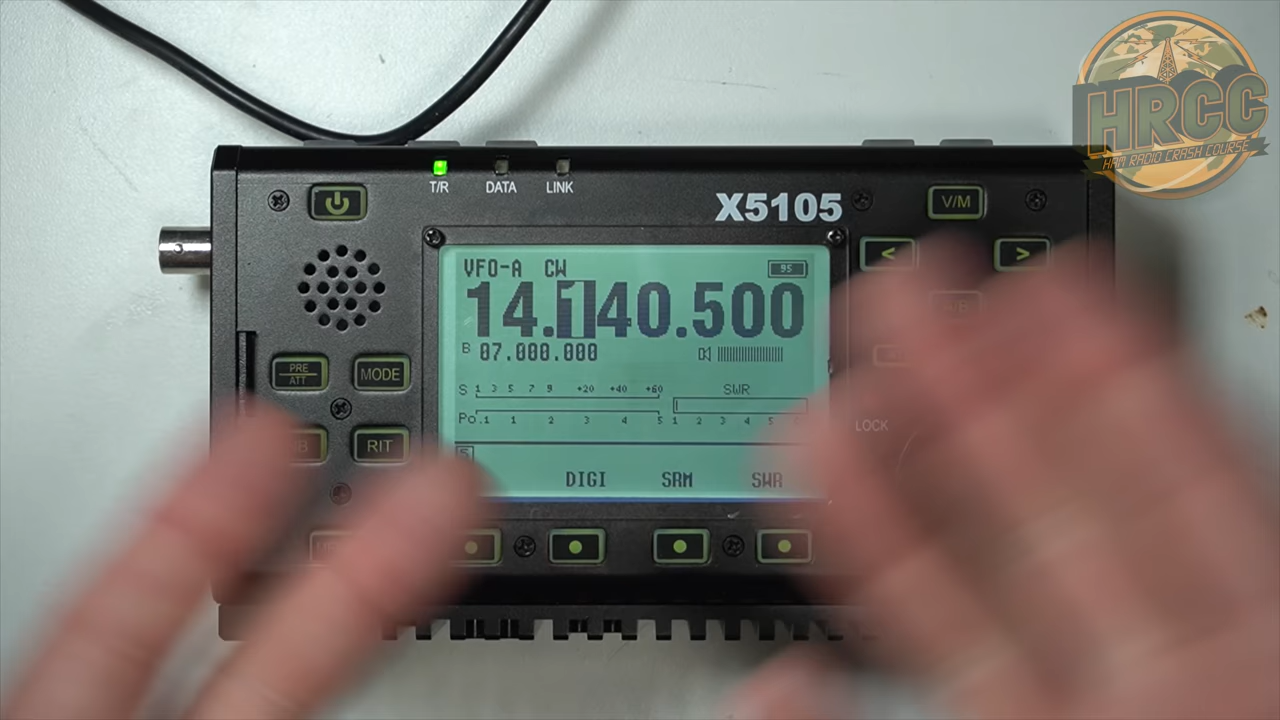 HRCC
HAM RADIO CRASH COURSE
T/R DATA LINK
X5105
V/M
< >
VFO-A CW 95
14.140.500
B 07.000.000
PRE
ATT
MODE
S 1 3 5 7 9 +20 +40 +60 SWR
Po.1 1 2 3 4 5 1 2 3 4 5
LOCK
RIT
DIGI SRM SWR